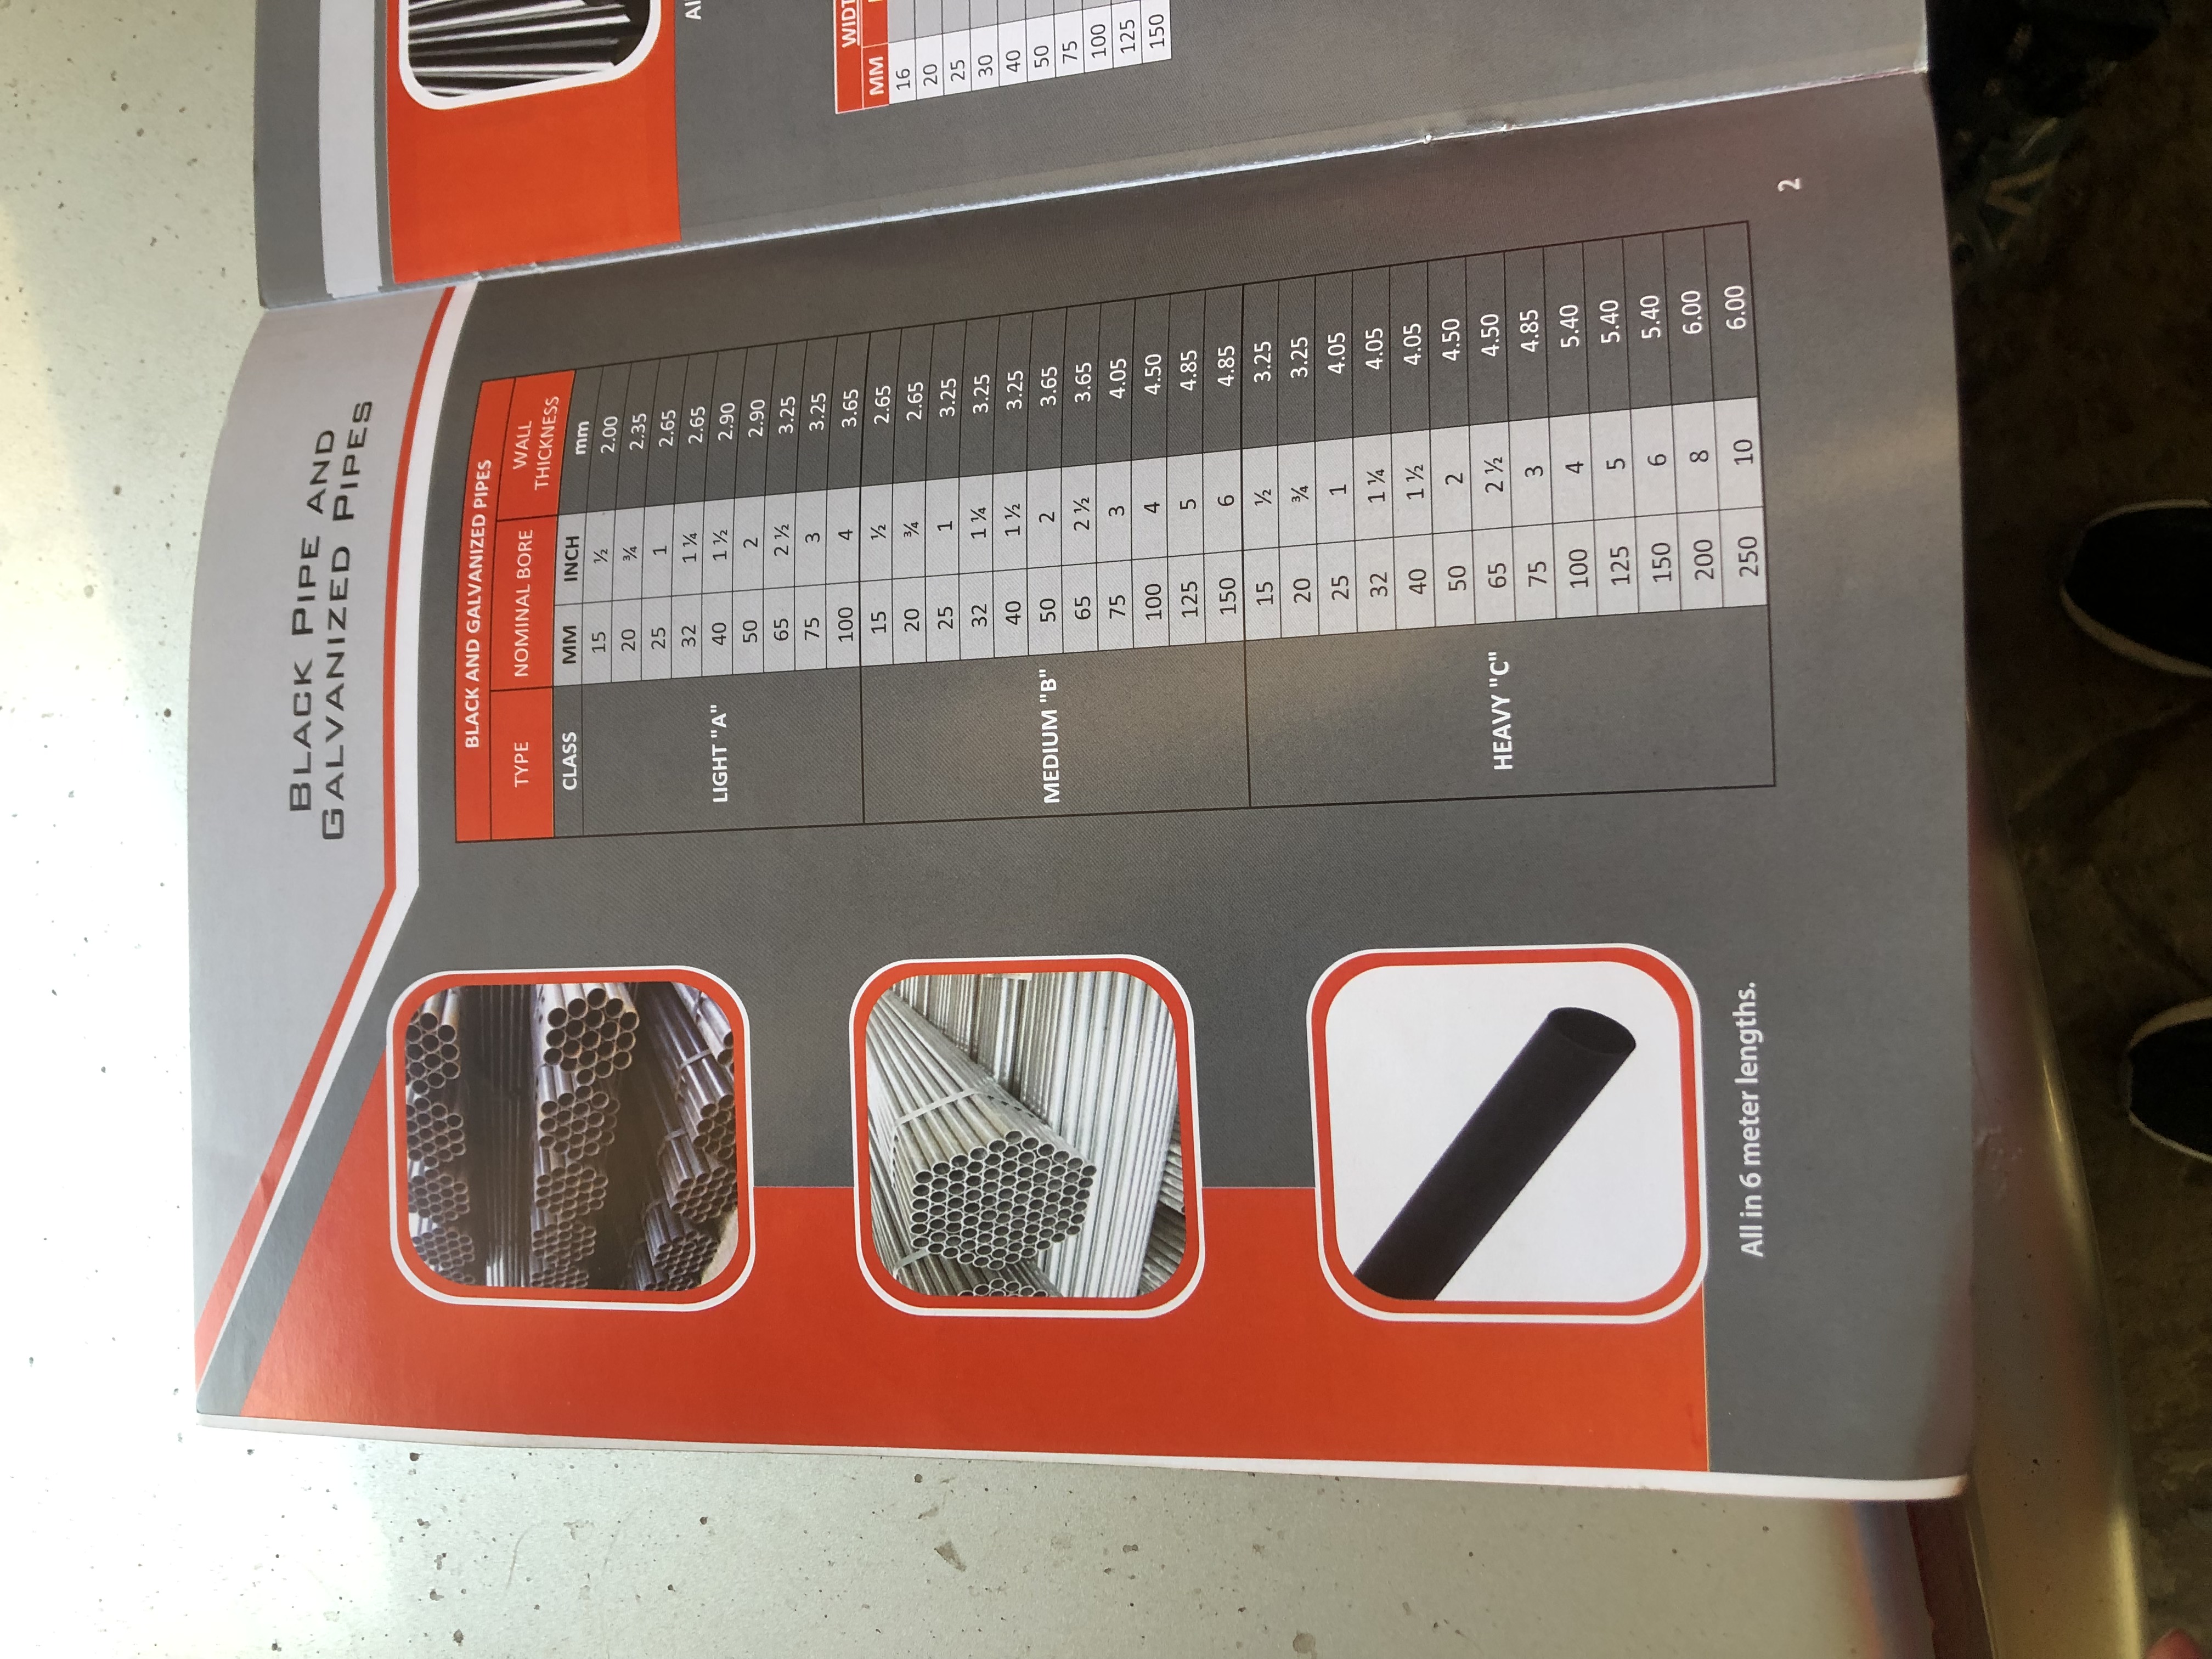 BLACK PIPE AND
GALVANIZED PIPES
BLACK AND GALVANIZED PIPES
TYPE NOMINAL BORE WALL THICKNESS
CLASS MM INCH mm
LIGHT "A"
15 ½ 2.00
20 ¾ 2.35
25 1 2.65
32 1 ¼ 2.65
40 1 ½ 2.90
50 2 2.90
65 2 ½ 3.25
75 3 3.25
100 4 3.65
MEDIUM "B"
15 ½ 2.65
20 ¾ 2.65
25 1 3.25
32 1 ¼ 3.25
40 1 ½ 3.25
50 2 3.65
65 2 ½ 3.65
75 3 4.05
100 4 4.50
125 5 4.85
150 6 4.85
HEAVY "C"
15 ½ 3.25
20 ¾ 3.25
25 1 4.05
32 1 ¼ 4.05
40 1 ½ 4.05
50 2 4.50
65 2 ½ 4.50
75 3 4.85
100 4 5.40
125 5 5.40
150 6 5.40
200 8 6.00
250 10 6.00
All in 6 meter lengths.
2
MM
16
20
25
30
40
50
75
100
125
150